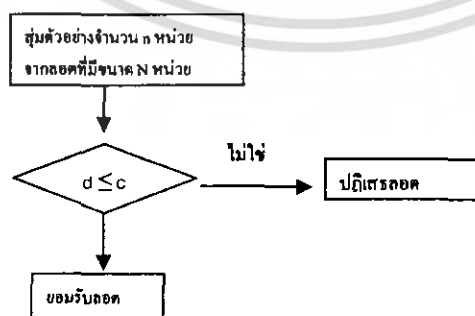 สุ่มตัวอย่างจำนวน n หน่วย
จากลอตที่มีขนาด N หน่วย
d ≤ c
ไม่ใช่
ปฏิเสธลอต
ยอมรับลอต